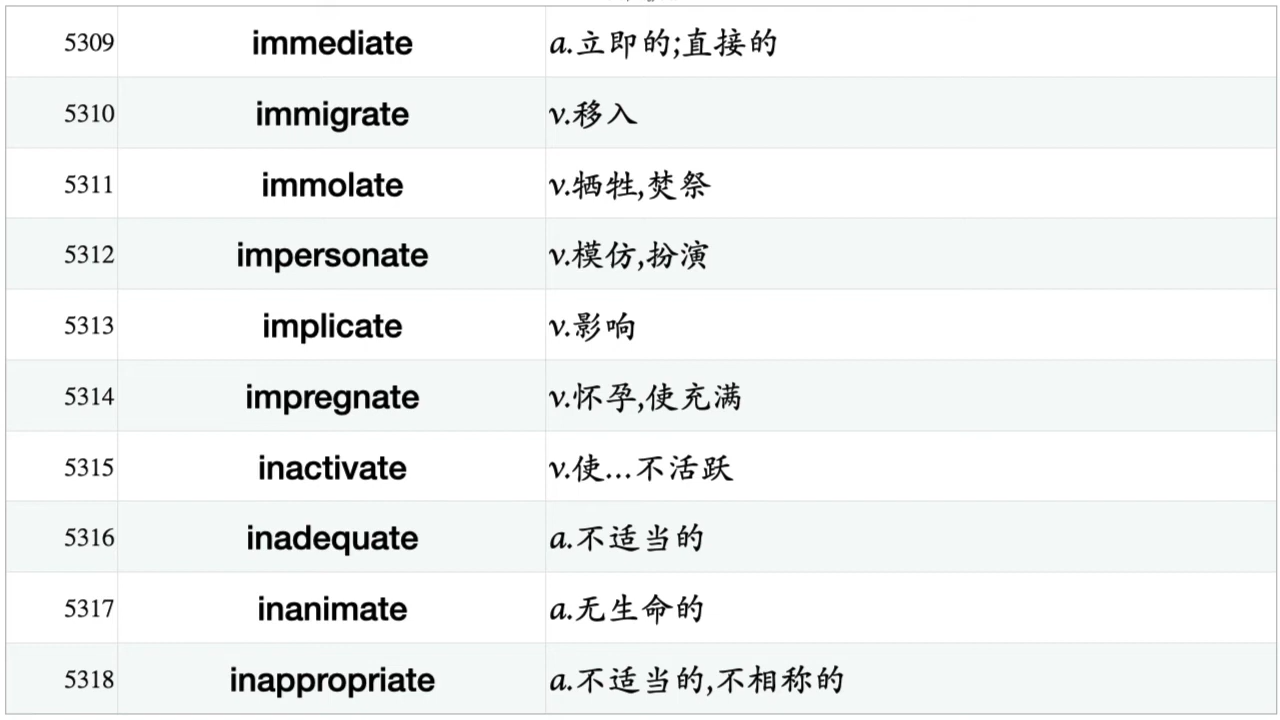 5309 immediate a.立即的;直接的
5310 immigrate v.移入
5311 immolate v.牺牲,焚祭
5312 impersonate v.模仿,扮演
5313 implicate v.影响
5314 impregnate v.怀孕,使充满
5315 inactivate v.使...不活跃
5316 inadequate a.不适当的
5317 inanimate a.无生命的
5318 inappropriate a.不适当的,不相称的